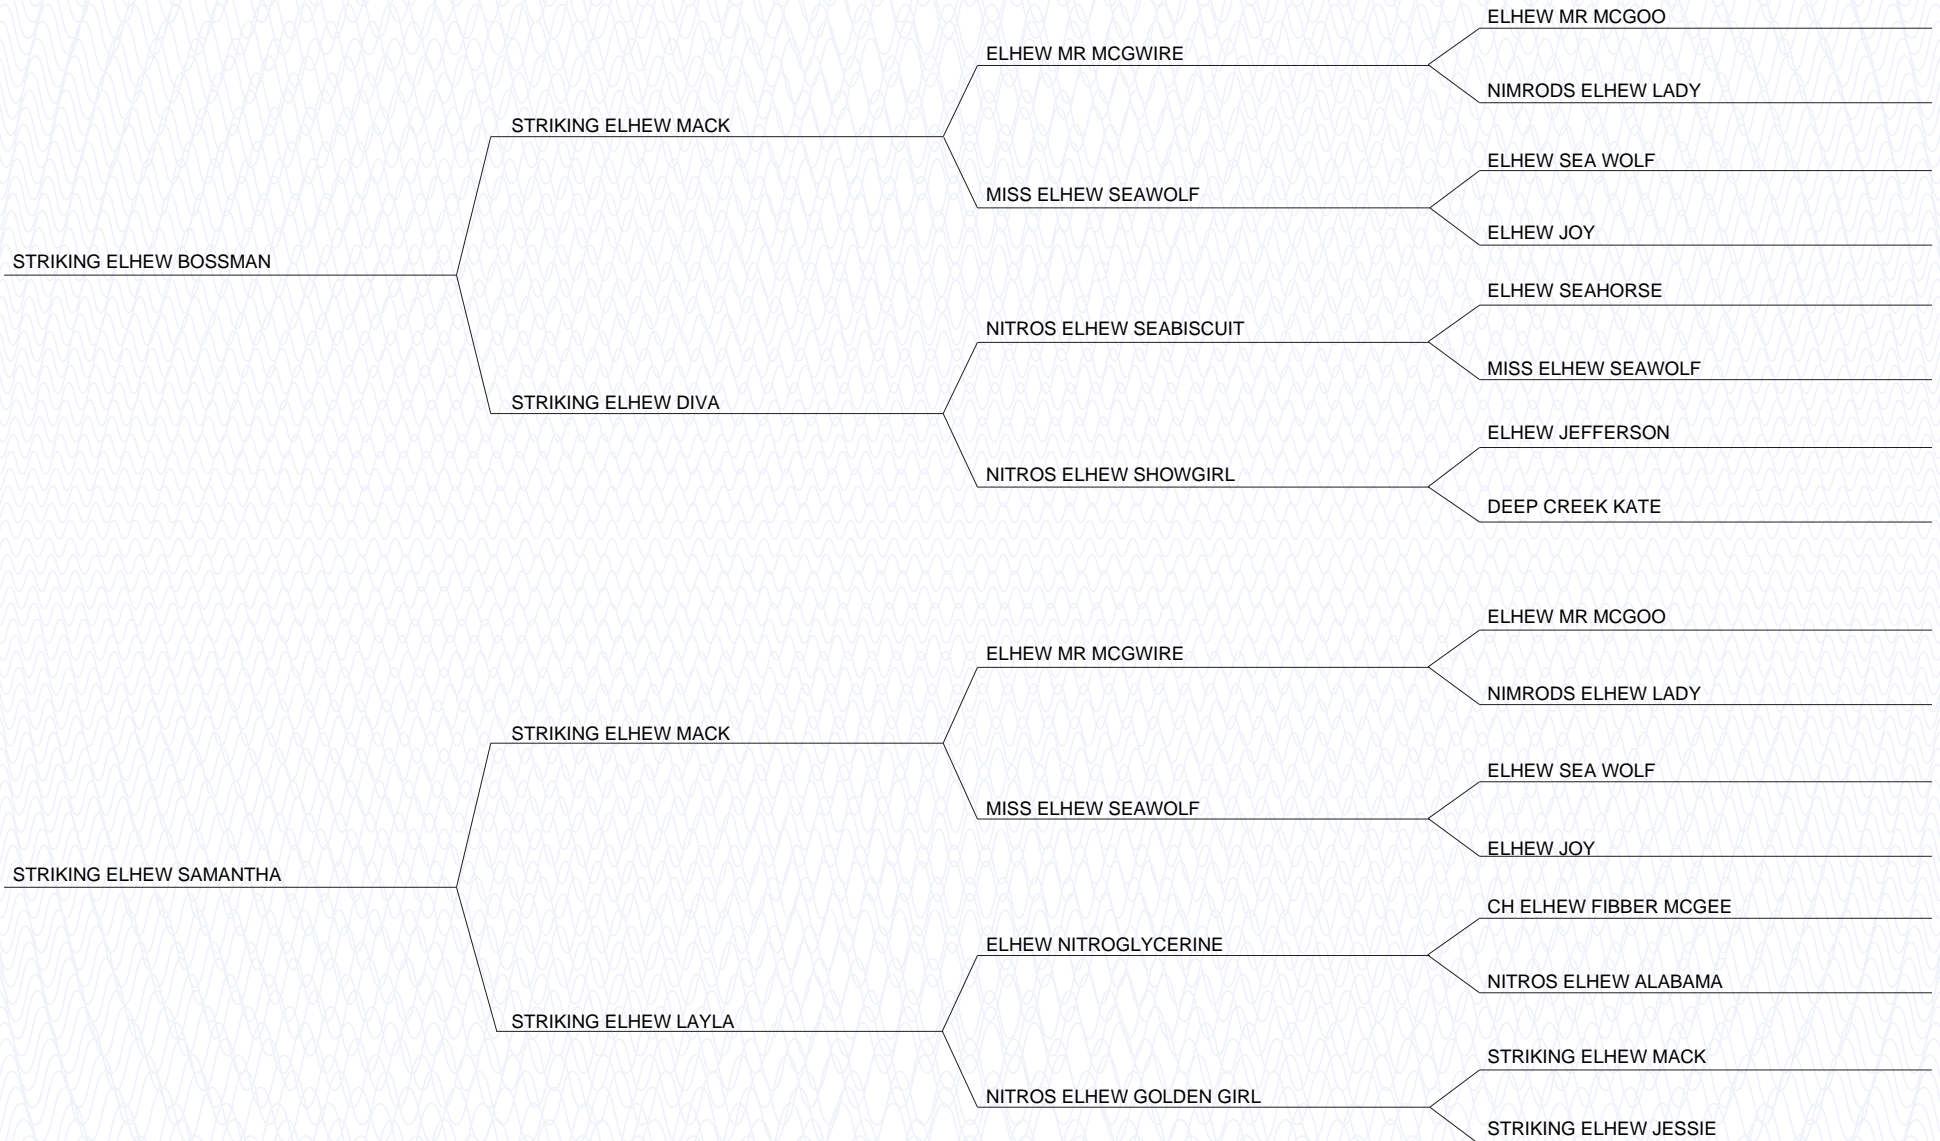 ELHEW MR MCGOO
ELHEW MR MCGWIRE
NIMRODS ELHEW LADY
STRIKING ELHEW MACK
ELHEW SEA WOLF
MISS ELHEW SEAWOLF
ELHEW JOY
STRIKING ELHEW BOSSMAN
ELHEW SEAHORSE
NITROS ELHEW SEABISCUIT
MISS ELHEW SEAWOLF
STRIKING ELHEW DIVA
ELHEW JEFFERSON
NITROS ELHEW SHOWGIRL
DEEP CREEK KATE
ELHEW MR MCGOO
ELHEW MR MCGWIRE
NIMRODS ELHEW LADY
STRIKING ELHEW MACK
ELHEW SEA WOLF
MISS ELHEW SEAWOLF
ELHEW JOY
STRIKING ELHEW SAMANTHA
CH ELHEW FIBBER MCGEE
ELHEW NITROGLYCERINE
NITROS ELHEW ALABAMA
STRIKING ELHEW LAYLA
STRIKING ELHEW MACK
NITROS ELHEW GOLDEN GIRL
STRIKING ELHEW JESSIE